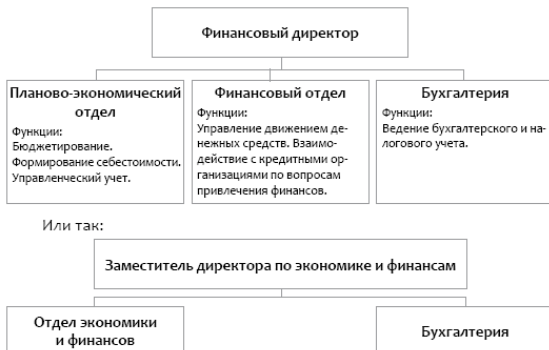 Финансовый директор
Планово-экономический
отдел
Функции:
Бюджетирование.
Формирование себестоимости.
Управленческий учет.
Финансовый отдел
Функции:
Управление движением де-
нежных средств. Взаимо-
действие с кредитными ор-
ганизациями по вопросам
привлечения финансов.
Бухгалтерия
Функции:
Ведение бухгалтерского и на-
логового учета.
Или так:
Заместитель директора по экономике и финансам
Отдел экономики
и финансов
Бухгалтерия